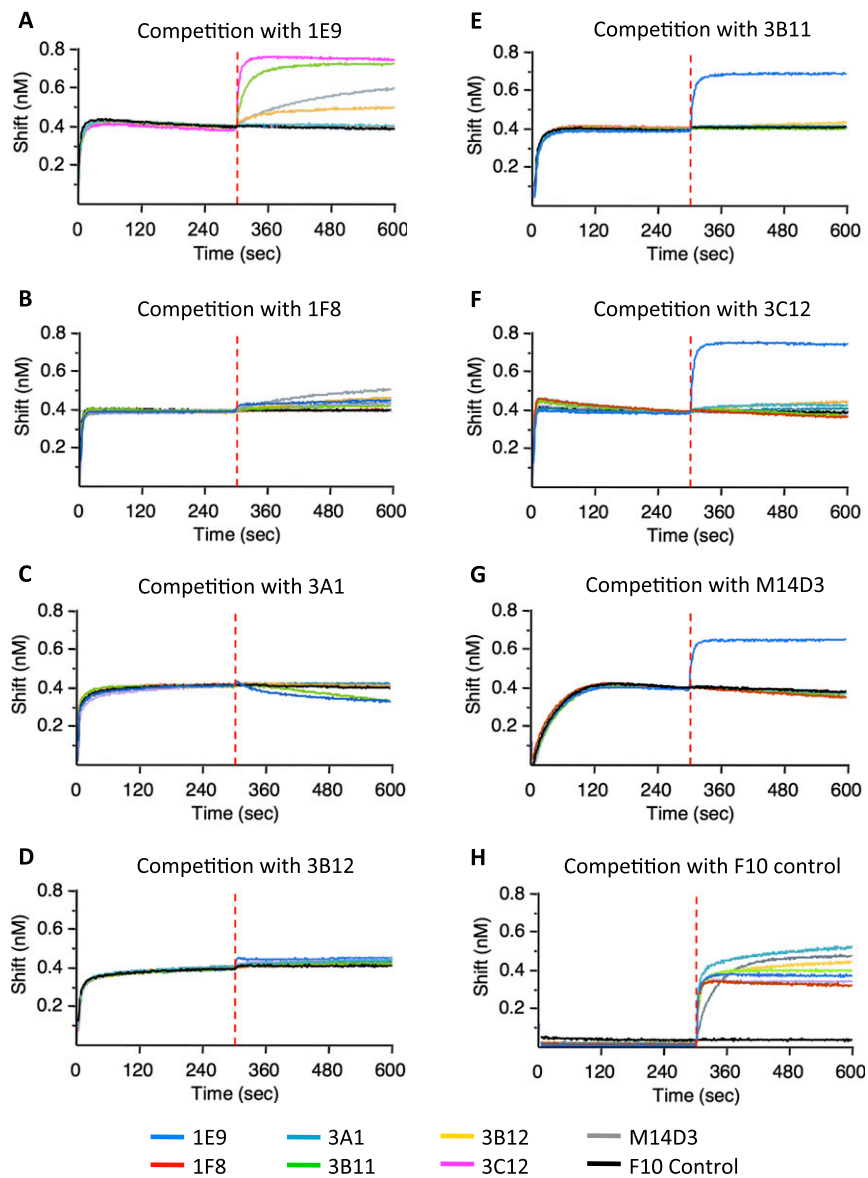 A
Competition with 1E9
Shift (nM)
0.8
0.6
0.4
0.2
0 120 240 360 480 600
Time (sec)
B
Competition with 1F8
Shift (nM)
0.8
0.6
0.4
0.2
0 120 240 360 480 600
Time (sec)
C
Competition with 3A1
Shift (nM)
0.8
0.6
0.4
0.2
0 120 240 360 480 600
Time (sec)
D
Competition with 3B12
Shift (nM)
0.8
0.6
0.4
0.2
0 120 240 360 480 600
Time (sec)
E
Competition with 3B11
Shift (nM)
0.8
0.6
0.4
0.2
0 120 240 360 480 600
Time (sec)
F
Competition with 3C12
Shift (nM)
0.8
0.6
0.4
0.2
0 120 240 360 480 600
Time (sec)
G
Competition with M14D3
Shift (nM)
0.8
0.6
0.4
0.2
0 120 240 360 480 600
Time (sec)
H
Competition with F10 control
Shift (nM)
0.8
0.6
0.4
0.2
0 120 240 360 480 600
Time (sec)
1E9 3A1 3B12 M14D3
1F8 3B11 3C12 F10 Control